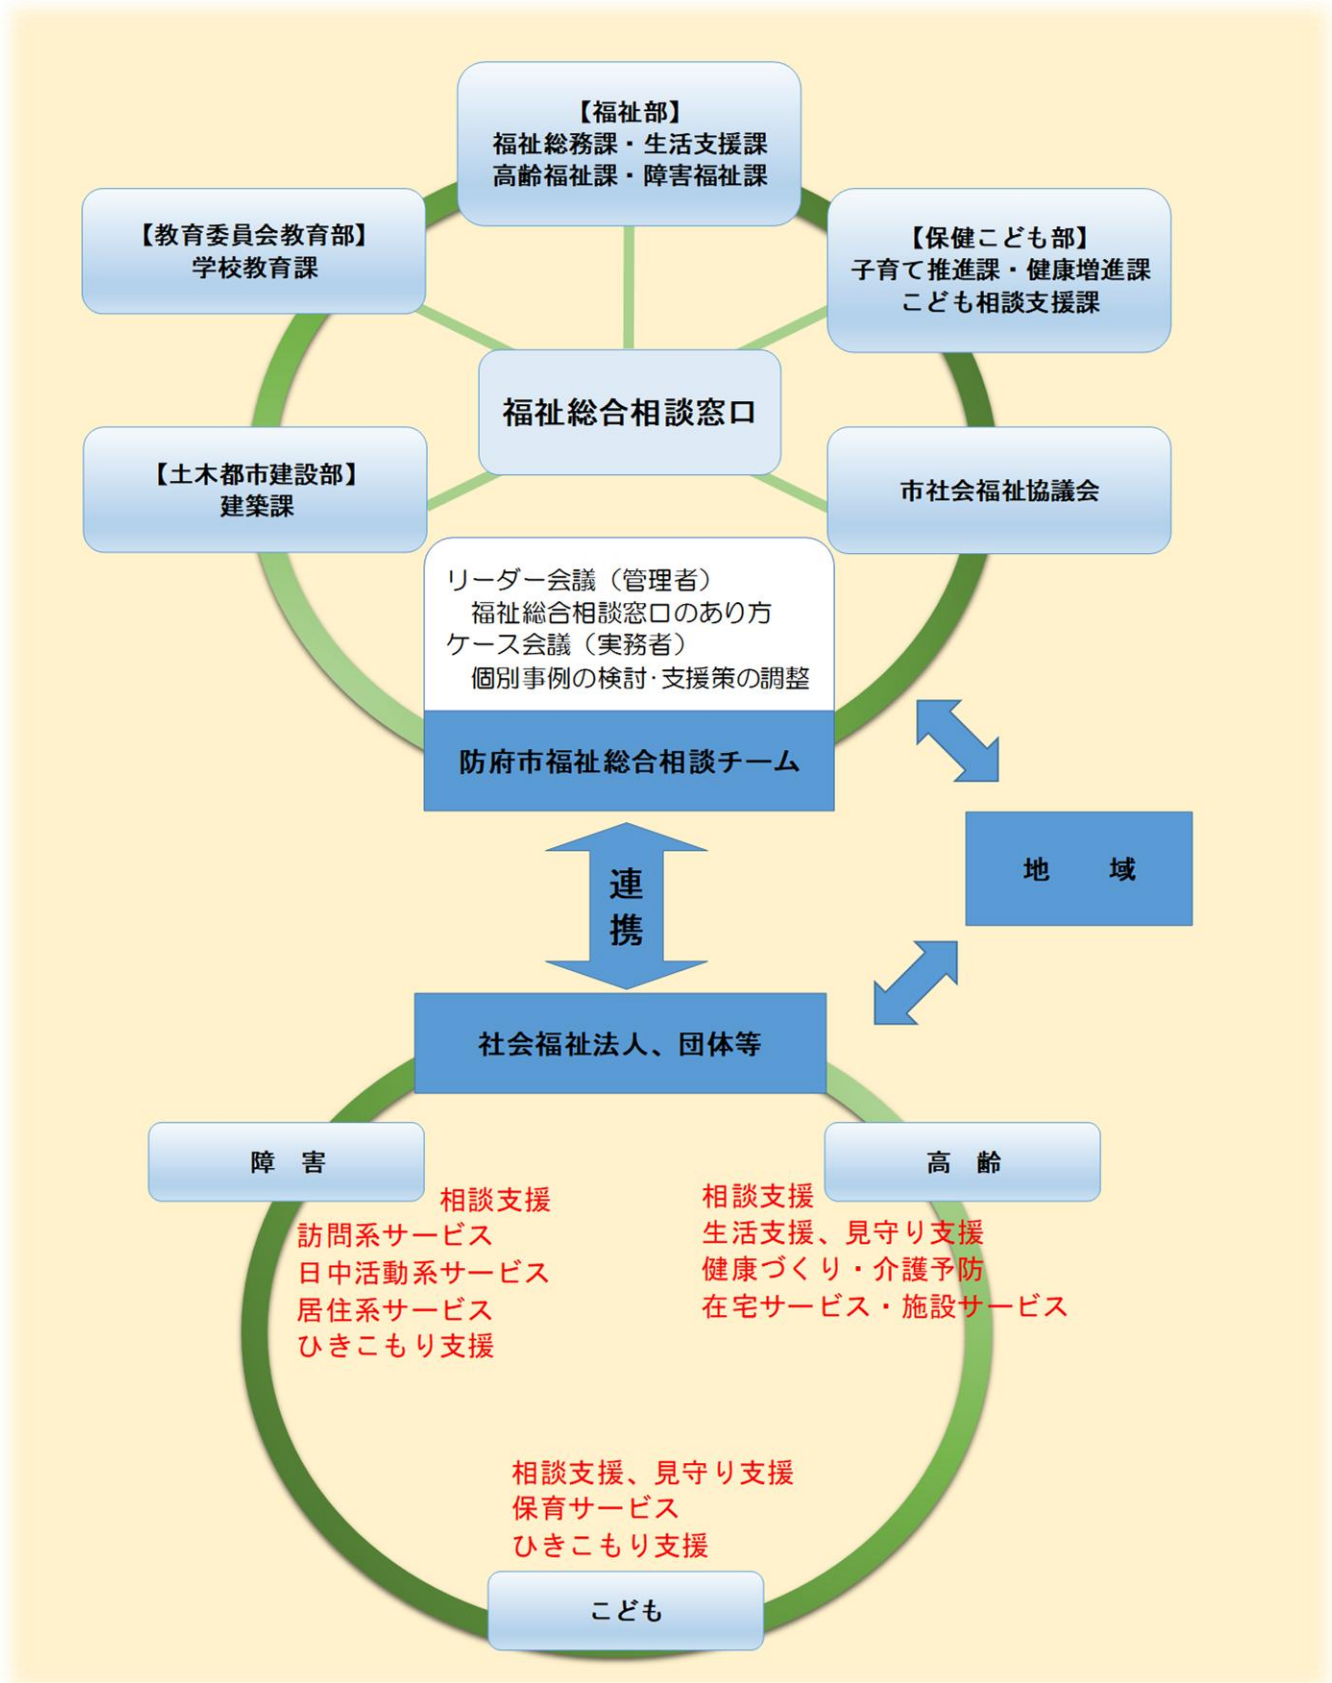 【福祉部】
福祉総務課・生活支援課
高齢福祉課・障害福祉課
【教育委員会教育部】
学校教育課
【保健こども部】
子育て推進課・健康増進課
こども相談支援課
福祉総合相談窓口
【土木都市建設部】
建築課
市社会福祉協議会
リーダー会議（管理者）
福祉総合相談窓口のあり方
ケース会議（実務者）
個別事例の検討・支援策の調整
防府市福祉総合相談チーム
連携
地　域
社会福祉法人、団体等
障　害
相談支援
訪問系サービス
日中活動系サービス
居住系サービス
ひきこもり支援
高　齢
相談支援
生活支援、見守り支援
健康づくり・介護予防
在宅サービス・施設サービス
相談支援、見守り支援
保育サービス
ひきこもり支援
こども